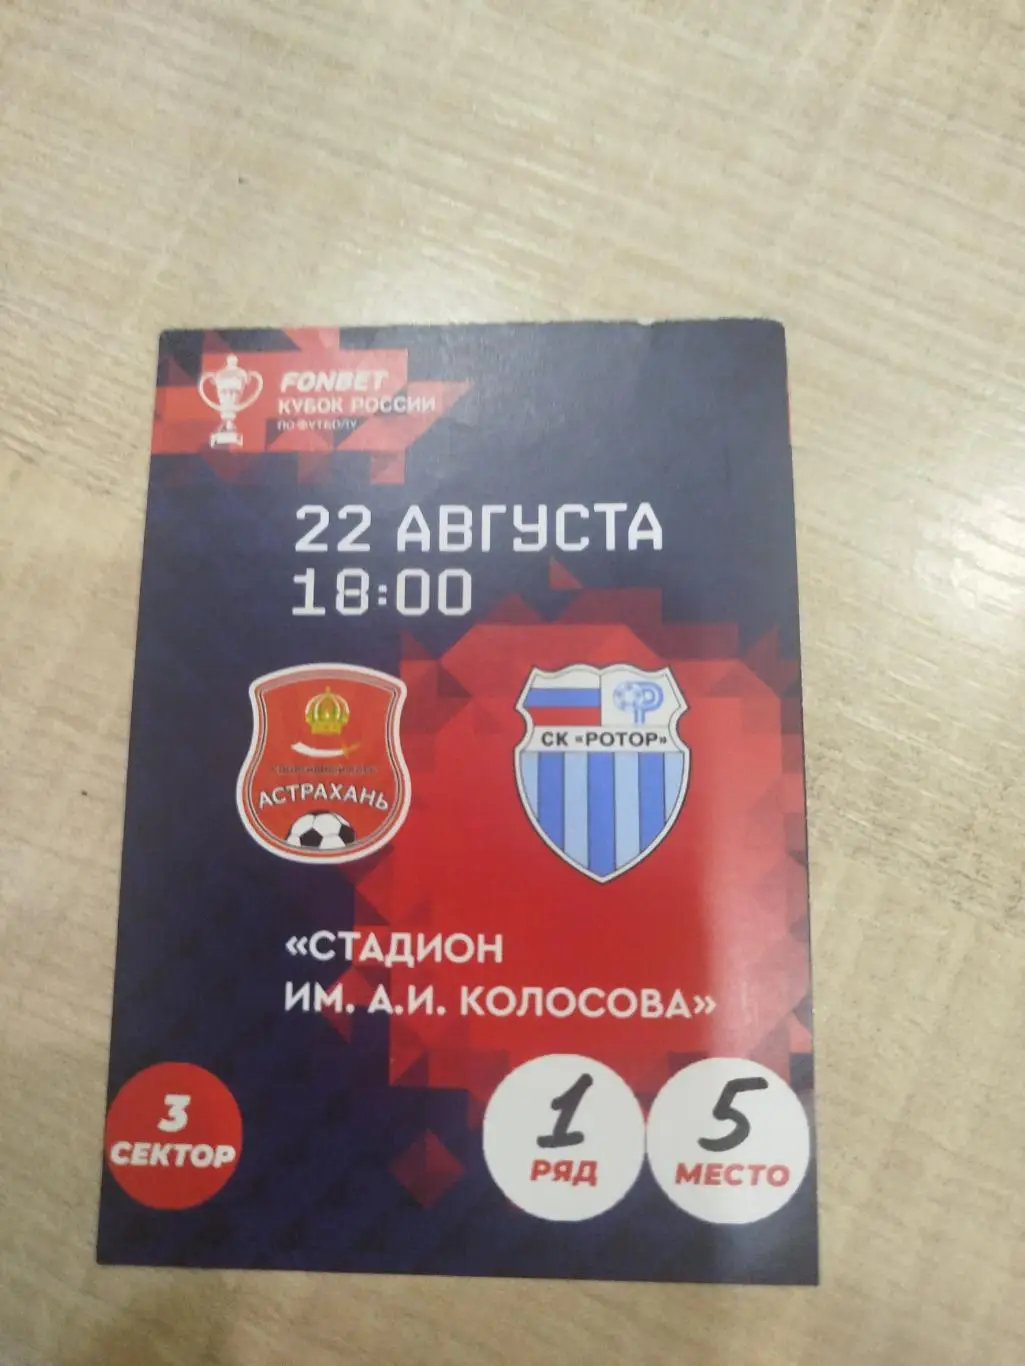 FONBET
КУБОК РОССИИ
ПО ФУТБОЛУ
22 АВГУСТА
18:00
АСТРАХАНЬ
СК «РОТОР»
«СТАДИОН
ИМ. А.И. КОЛОСОВА»
3
СЕКТОР
1
РЯД
5
МЕСТО